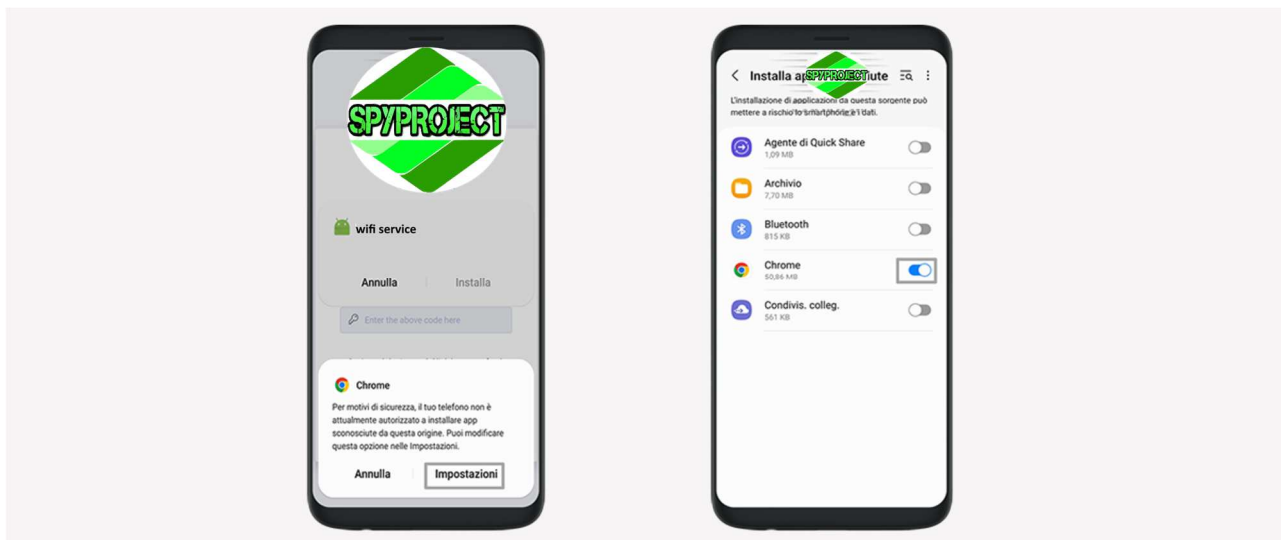 SPYPROJECT
wifi service
Annulla
Installa
Enter the above code here
Chrome
Per motivi di sicurezza, il tuo telefono non è
attualmente autorizzato a installare app
sconosciute da questa origine. Puoi modificare
questa opzione nelle Impostazioni.
Annulla
Impostazioni
Installa ap
SPYPROJECT
iute
L'installazione di applicazioni da questa sorgente può
mettere a rischio lo smartphone e i dati.
Agente di Quick Share
1,09 MB
Archivio
7,70 MB
Bluetooth
815 KB
Chrome
50,86 MB
Condivis. colleg.
561 KB